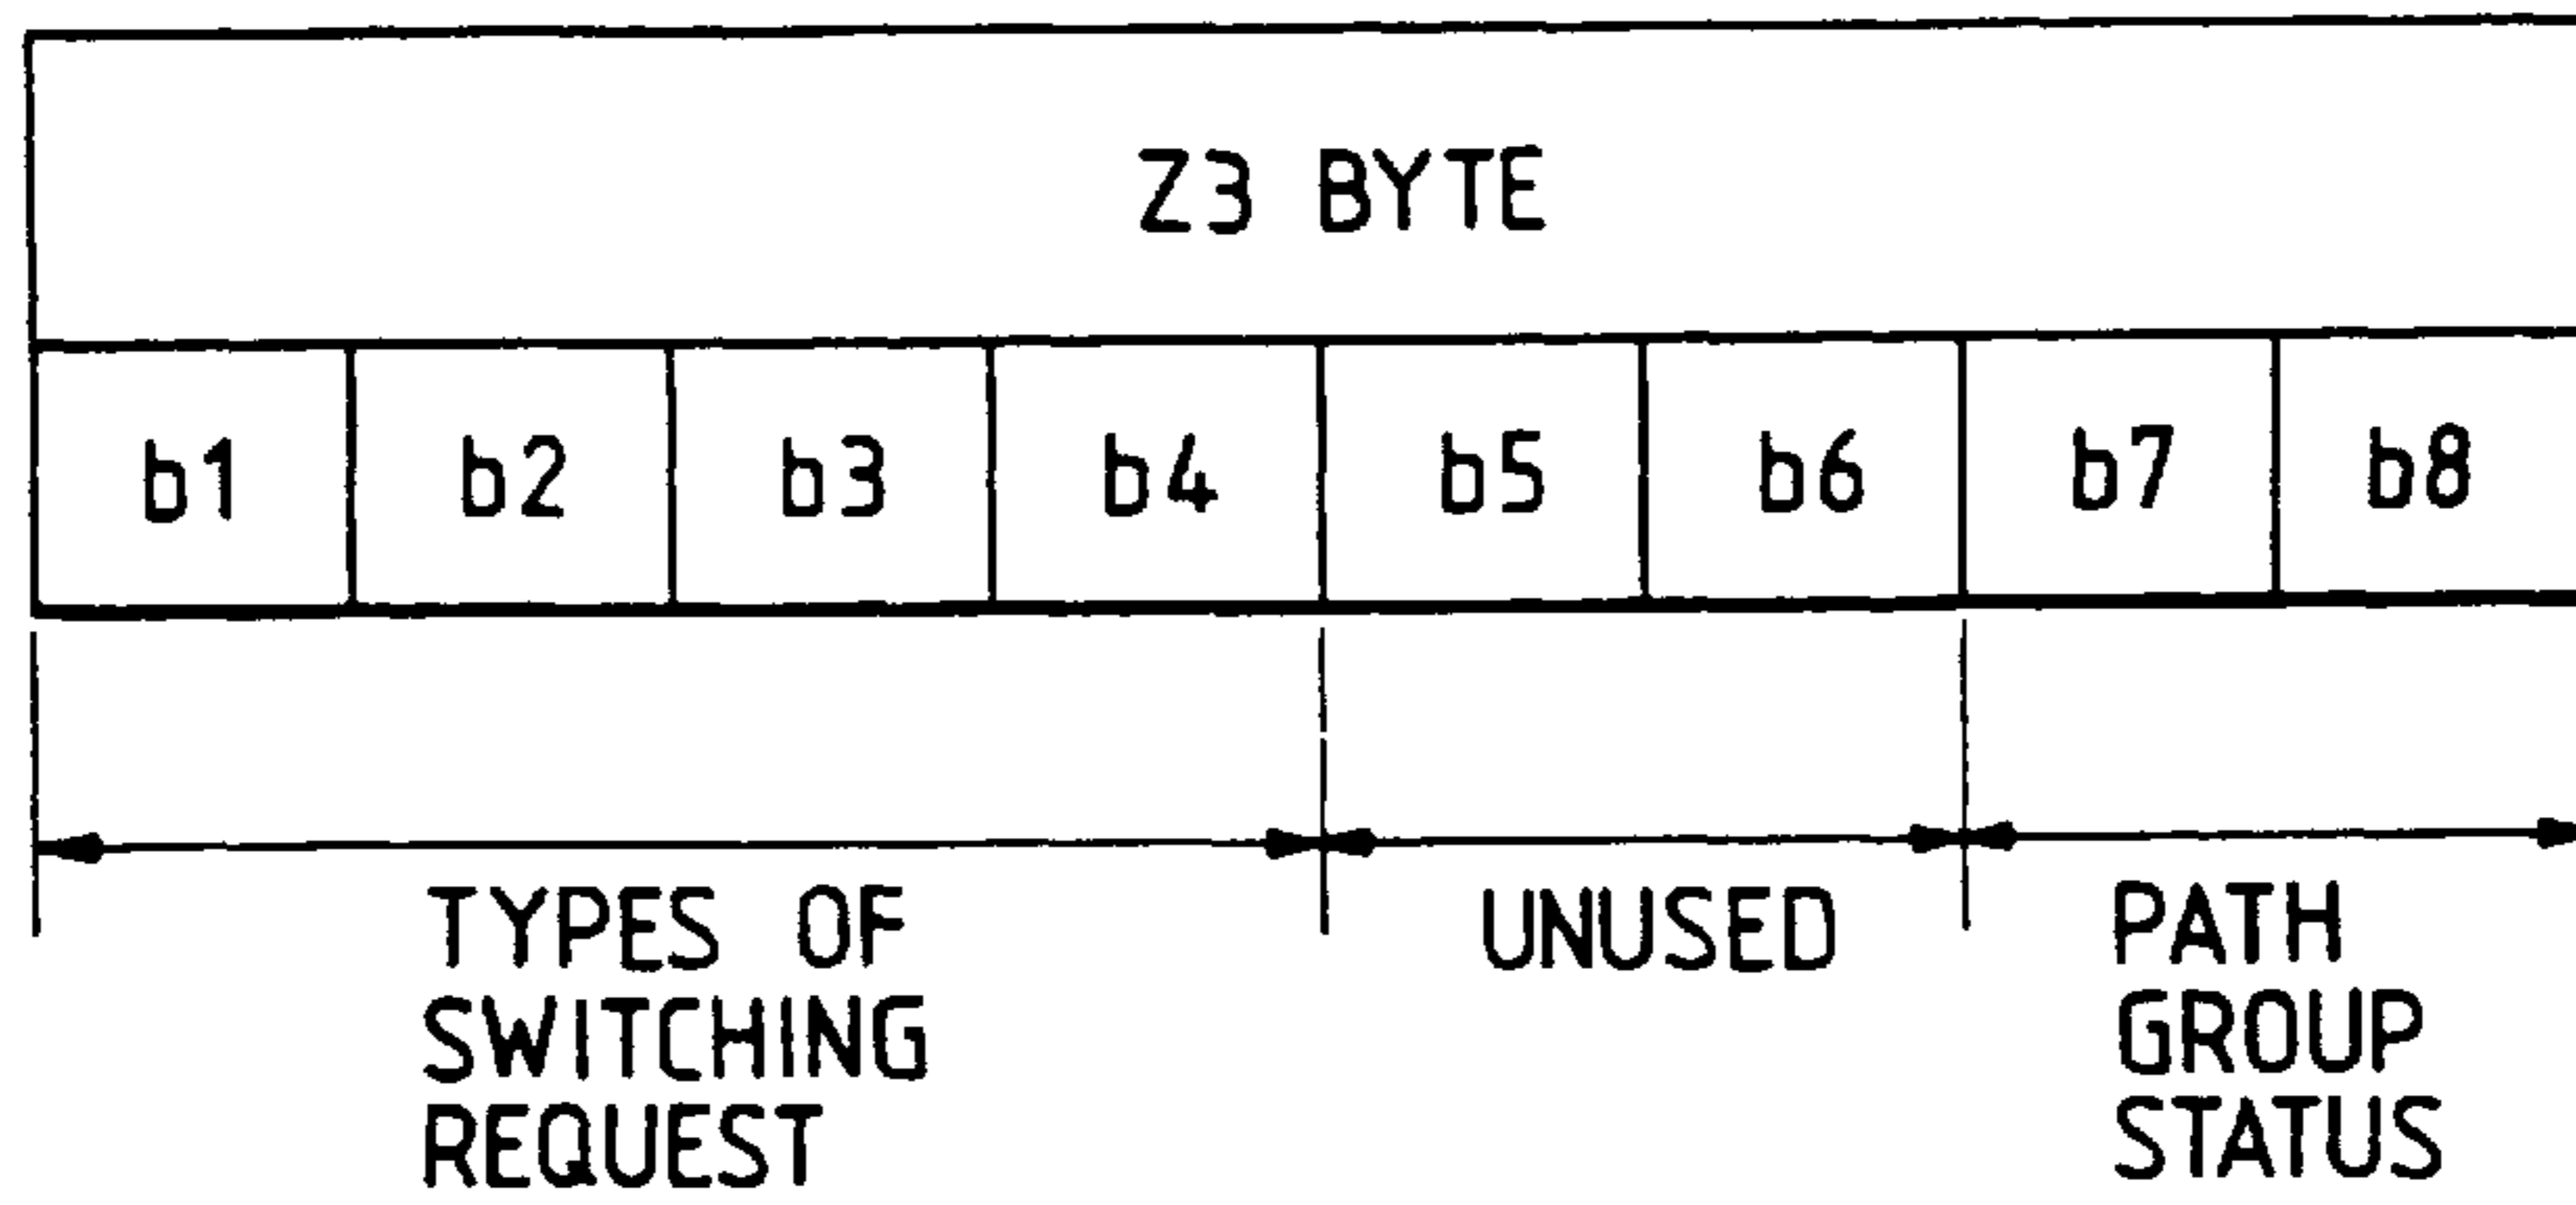 Z3 BYTE
b1 b2 b3 b4 b5 b6 b7 b8
TYPES OF
SWITCHING
REQUEST
UNUSED
PATH
GROUP
STATUS